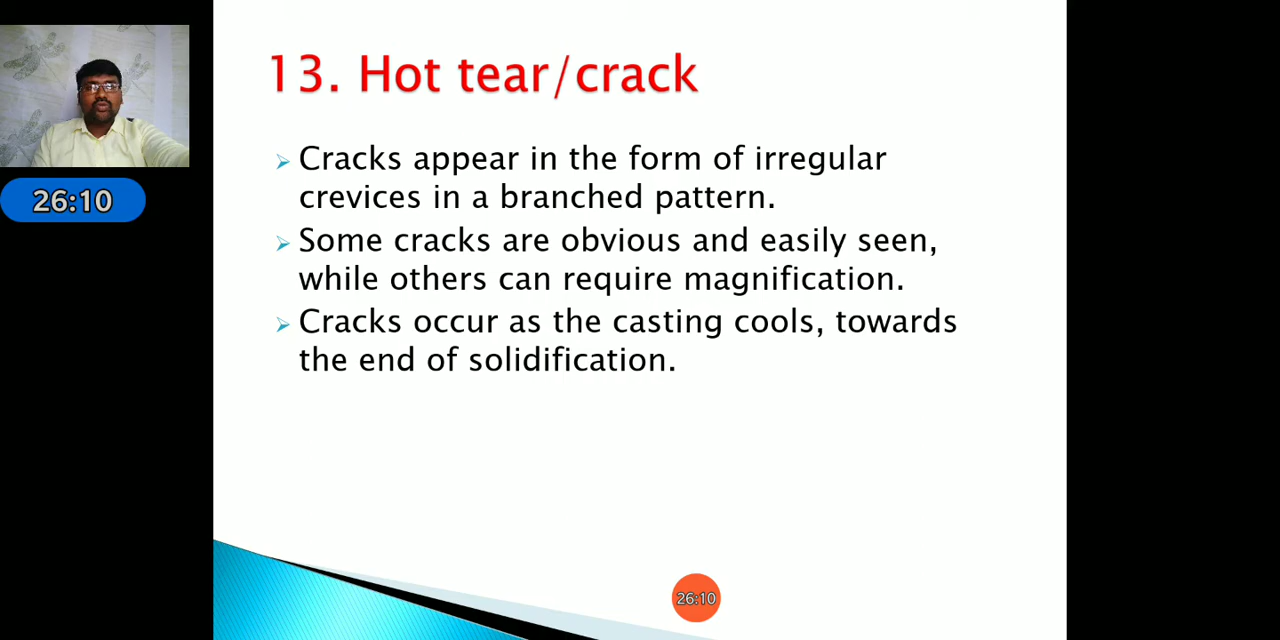 13. Hot tear/crack
26:10
Cracks appear in the form of irregular
crevices in a branched pattern.
Some cracks are obvious and easily seen,
while others can require magnification.
Cracks occur as the casting cools, towards
the end of solidification.
26:10